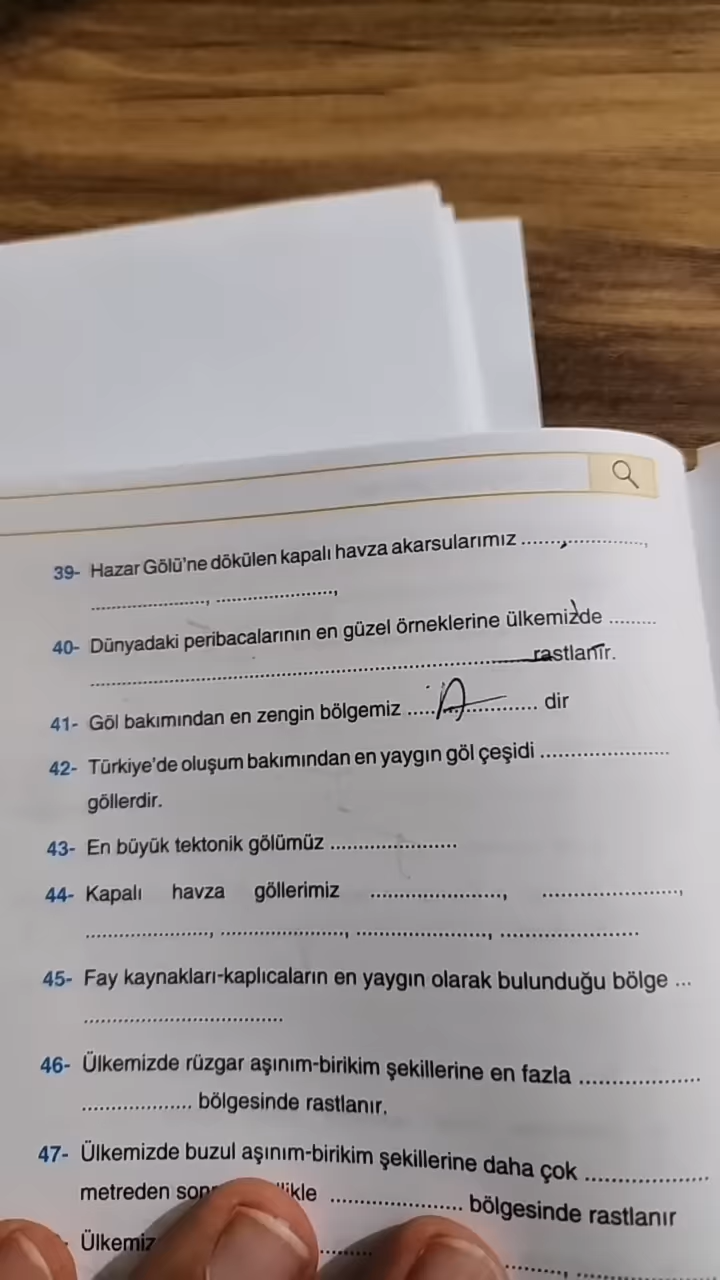 39- Hazar Gölü'ne dökülen kapalı havza akarsularımız ......,..............,
...................., ....................,
40- Dünyadaki peribacalarının en güzel örneklerine ülkemizde .........
.................... rastlanır.
41- Göl bakımından en zengin bölgemiz .....İA............ dir
42- Türkiye'de oluşum bakımından en yaygın göl çeşidi ....................
göllerdir.
43- En büyük tektonik gölümüz ....................
44- Kapalı havza göllerimiz ...................., ....................,
...................., ...................., ...................., ....................
45- Fay kaynakları-kaplıcaların en yaygın olarak bulunduğu bölge ...
..............................
46- Ülkemizde rüzgar aşınım-birikim şekillerine en fazla ..................
.................. bölgesinde rastlanır.
47- Ülkemizde buzul aşınım-birikim şekillerine daha çok ..................
metreden .................... bölgesinde rastlanır